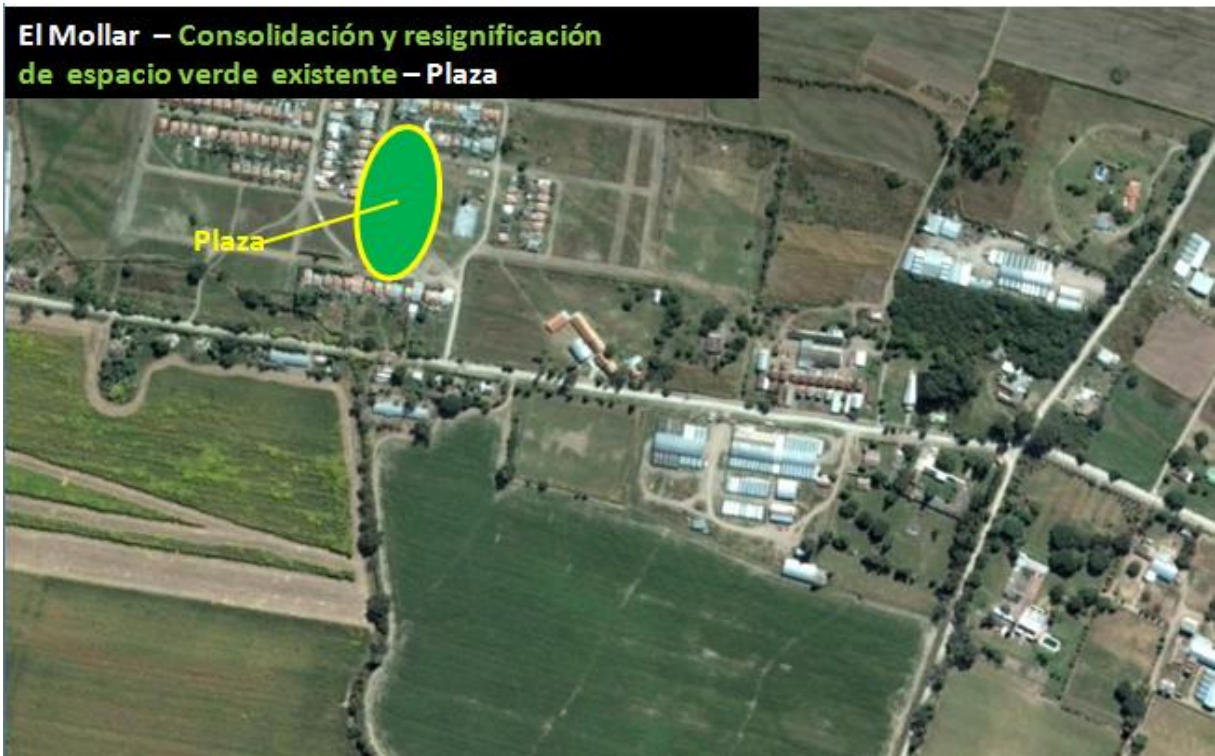 El Mollar – Consolidación y resignificación
de espacio verde existente – Plaza
Plaza